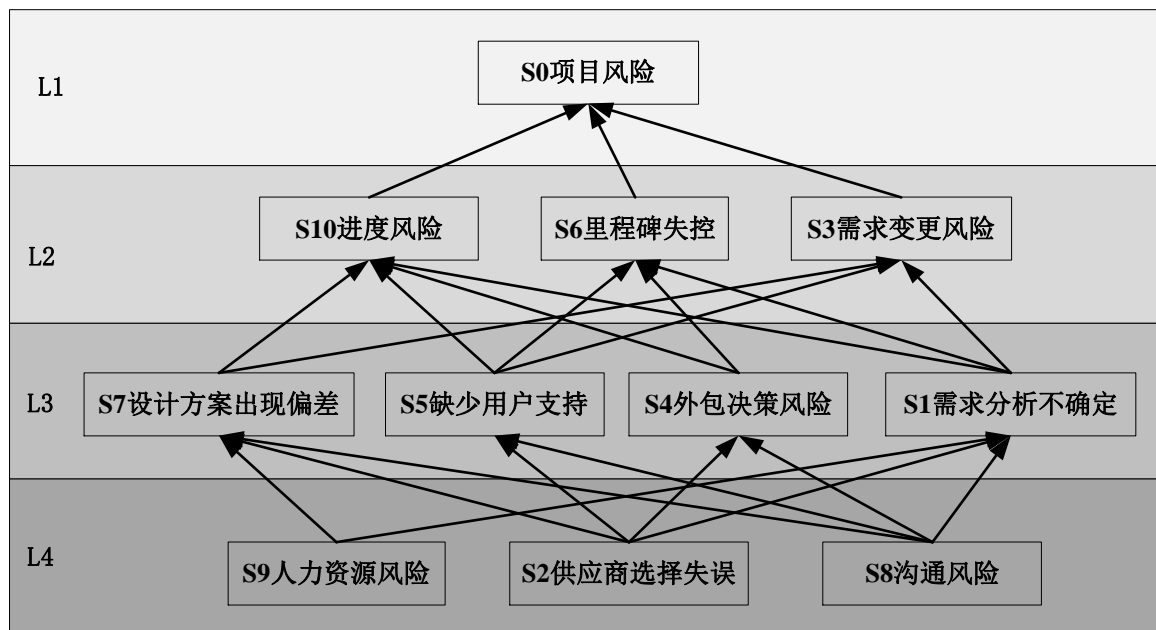 L1
S0项目风险
L2
S10进度风险
S6里程碑失控
S3需求变更风险
L3
S7设计方案出现偏差
S5缺少用户支持
S4外包决策风险
S1需求分析不确定
L4
S9人力资源风险
S2供应商选择失误
S8沟通风险